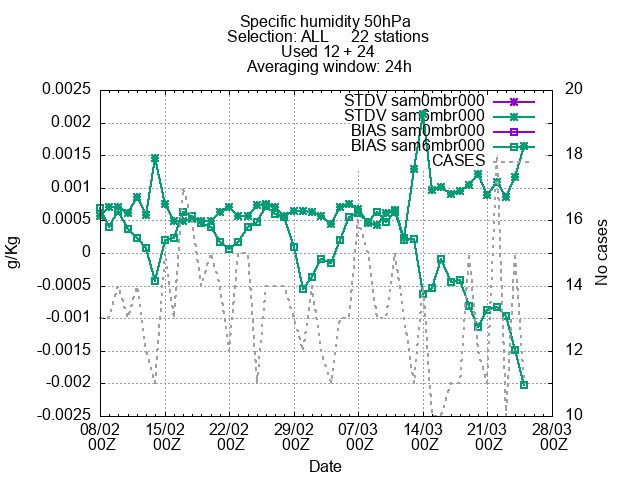 Specific humidity 50hPa
Selection: ALL 22 stations
Used 12 + 24
Averaging window: 24h
STDV sam0mbr000
STDV sam6mbr000
BIAS sam0mbr000
BIAS sam6mbr000
CASES
0.0025
0.002
0.0015
0.001
0.0005
0
-0.0005
-0.001
-0.0015
-0.002
-0.0025
g/Kg
20
18
16
14
12
10
No cases
08/02 15/02 22/02 29/02 07/03 14/03 21/03 28/03
00Z 00Z 00Z 00Z 00Z 00Z 00Z 00Z
Date